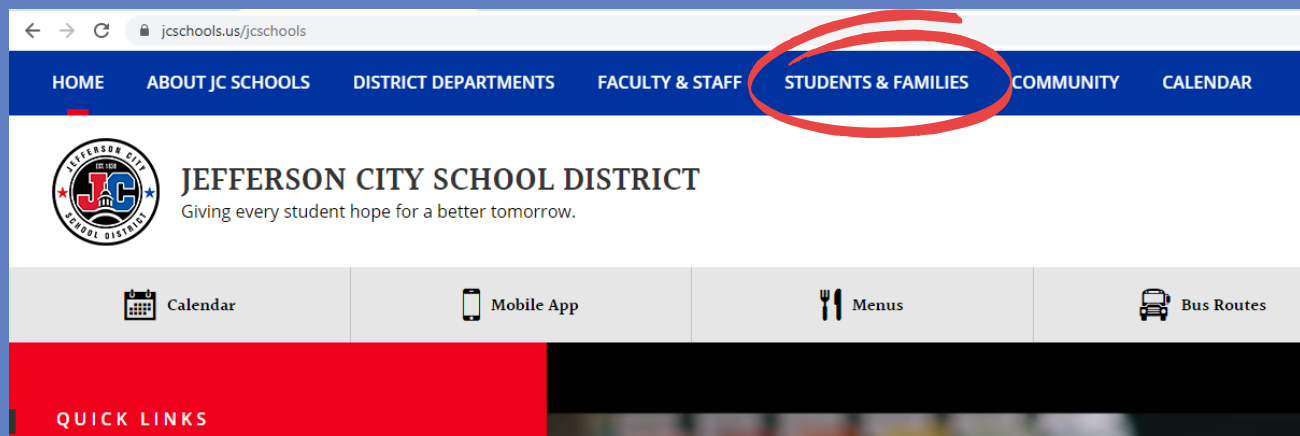 jcschools.us/jcschools
HOME ABOUT JC SCHOOLS DISTRICT DEPARTMENTS FACULTY & STAFF STUDENTS & FAMILIES COMMUNITY CALENDAR
JEFFERSON CITY
EST. 1838
JC
SCHOOL DISTRICT
JEFFERSON CITY SCHOOL DISTRICT
Giving every student hope for a better tomorrow.
Calendar Mobile App Menus Bus Routes
QUICK LINKS